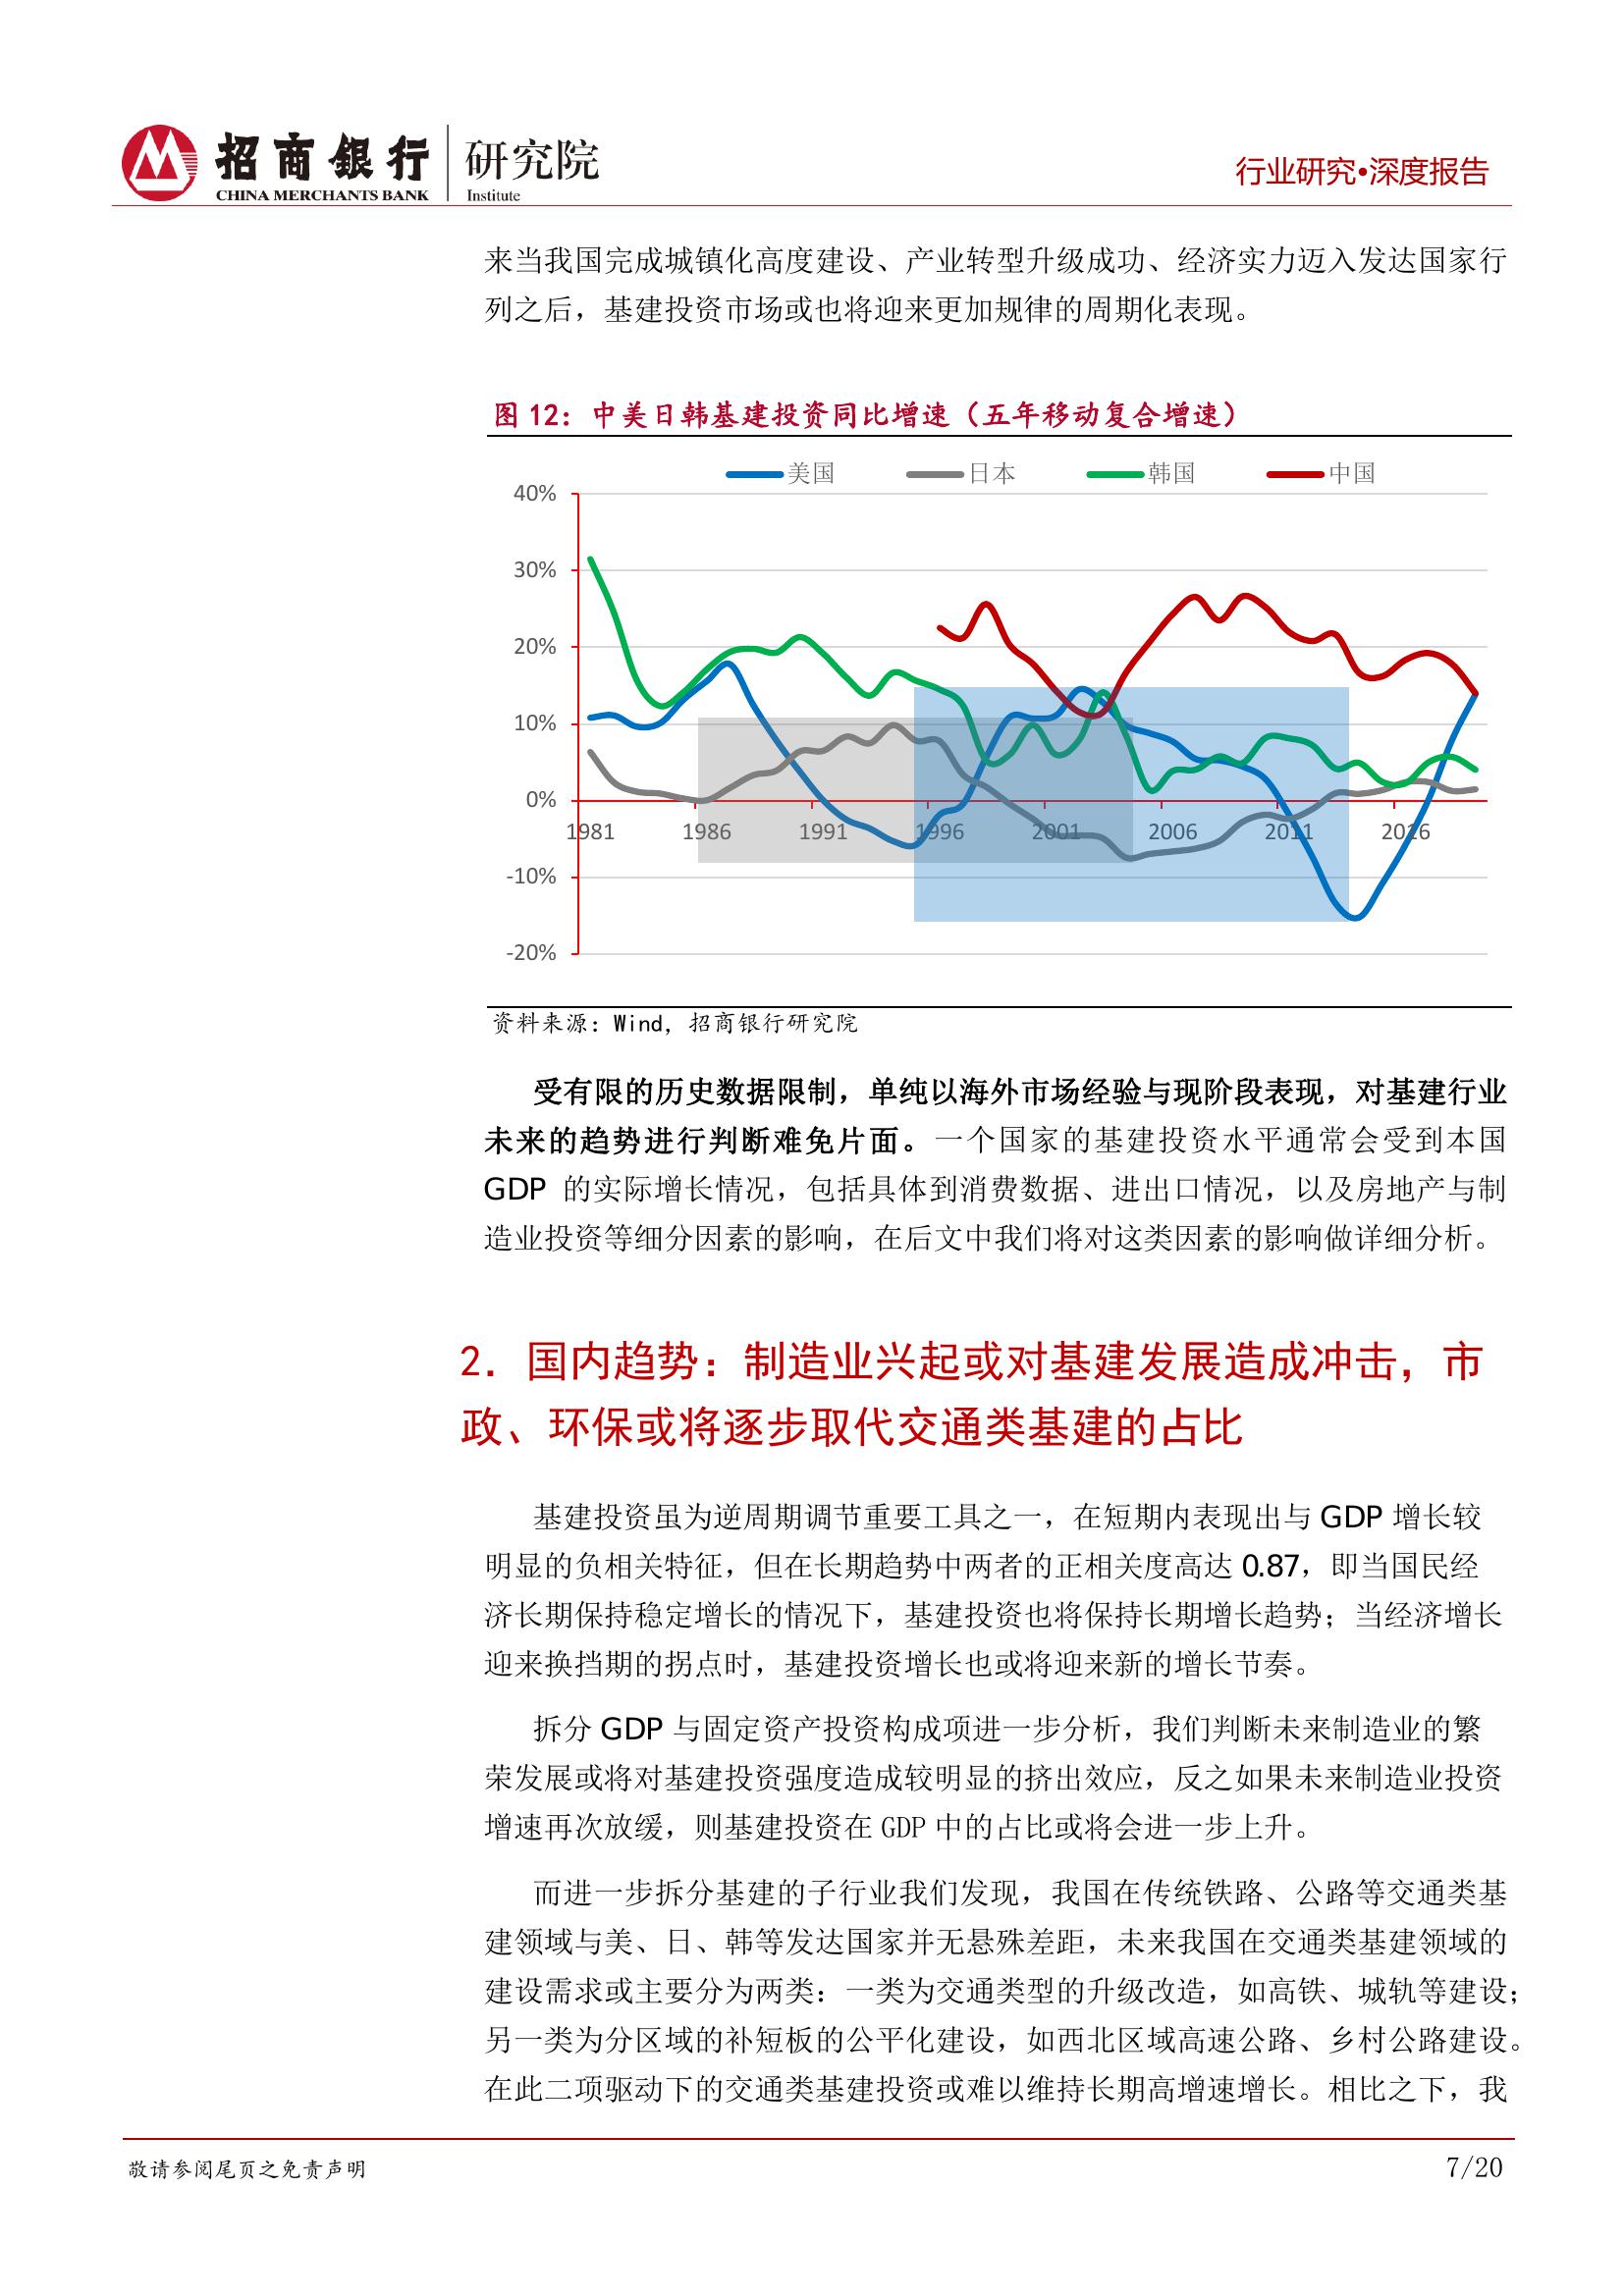 招商银行 研究院
CHINA MERCHANTS BANK Institute
行业研究•深度报告
来当我国完成城镇化高度建设、产业转型升级成功、经济实力迈入发达国家行
列之后，基建投资市场或也将迎来更加规律的周期化表现。
图 12：中美日韩基建投资同比增速（五年移动复合增速）
美国 日本 韩国 中国
40%
30%
20%
10%
0%
1981 1986 1991 1996 2001 2006 2011 2016
-10%
-20%
资料来源：Wind，招商银行研究院
受有限的历史数据限制，单纯以海外市场经验与现阶段表现，对基建行业
未来的趋势进行判断难免片面。一个国家的基建投资水平通常会受到本国
GDP 的实际增长情况，包括具体到消费数据、进出口情况，以及房地产与制
造业投资等细分因素的影响，在后文中我们将对这类因素的影响做详细分析。
2. 国内趋势：制造业兴起或对基建发展造成冲击，市
政、环保或将逐步取代交通类基建的占比
基建投资虽为逆周期调节重要工具之一，在短期内表现出与 GDP 增长较
明显的负相关特征，但在长期趋势中两者的正相关度高达 0.87，即当国民经
济长期保持稳定增长的情况下，基建投资也将保持长期增长趋势；当经济增长
迎来换挡期的拐点时，基建投资增长也或将迎来新的增长节奏。
拆分 GDP 与固定资产投资构成项进一步分析，我们判断未来制造业的繁
荣发展或将对基建投资强度造成较明显的挤出效应，反之如果未来制造业投资
增速再次放缓，则基建投资在 GDP 中的占比或将会进一步上升。
而进一步拆分基建的子行业我们发现，我国在传统铁路、公路等交通类基
建领域与美、日、韩等发达国家并无悬殊差距，未来我国在交通类基建领域的
建设需求或主要分为两类：一类为交通类型的升级改造，如高铁、城轨等建设；
另一类为分区域的补短板的公平化建设，如西北区域高速公路、乡村公路建设。
在此二项驱动下的交通类基建投资或难以维持长期高增速增长。相比之下，我
敬请参阅尾页之免责声明
7/20